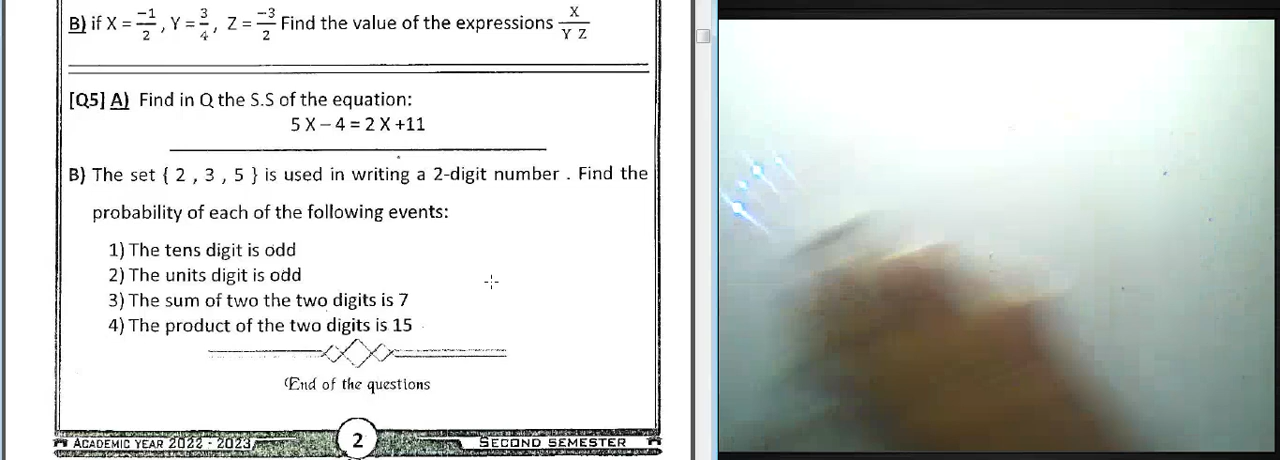 B) if X = -1/2 , Y = 3/4 , Z = -3/2 Find the value of the expressions X/Y Z
[Q5] A) Find in Q the S.S of the equation:
5 X – 4 = 2 X +11
B) The set { 2 , 3 , 5 } is used in writing a 2-digit number . Find the
probability of each of the following events:
1) The tens digit is odd
2) The units digit is odd
3) The sum of two the two digits is 7
4) The product of the two digits is 15
End of the questions
ACADEMIC YEAR 2022 - 2023
2
SECOND SEMESTER